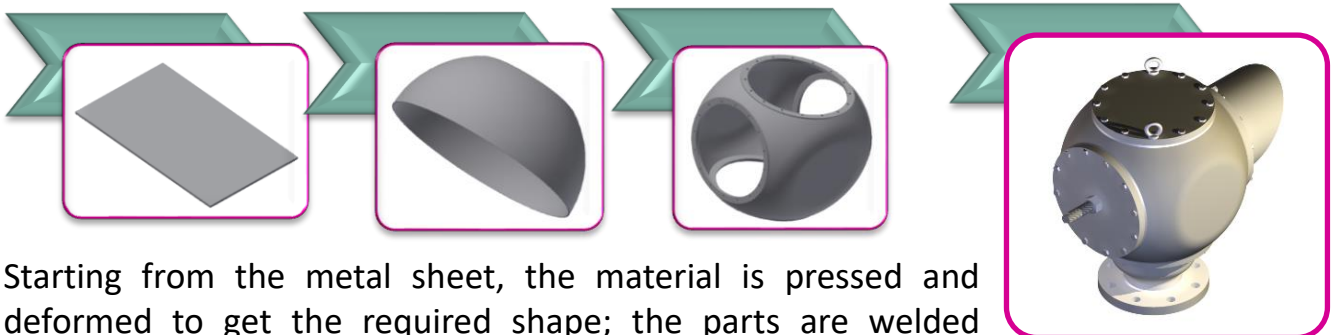 Starting from the metal sheet, the material is pressed and
deformed to get the required shape; the parts are welded